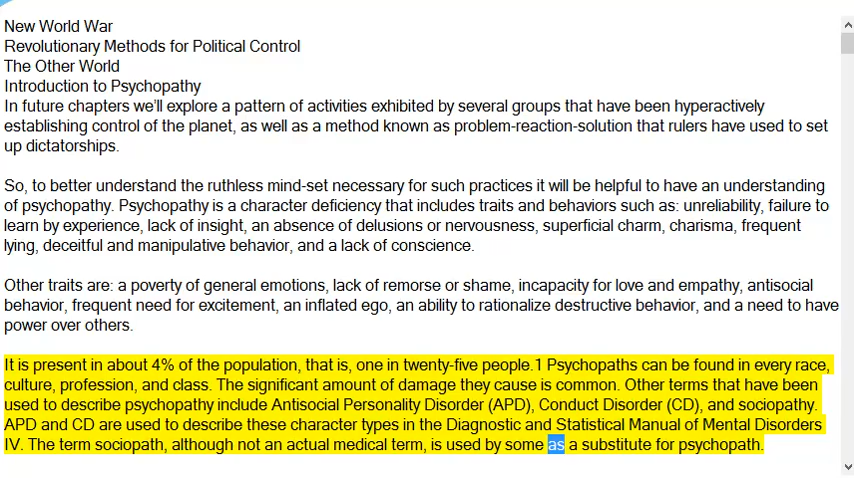 New World War
Revolutionary Methods for Political Control
The Other World
Introduction to Psychopathy
In future chapters we'll explore a pattern of activities exhibited by several groups that have been hyperactively
establishing control of the planet, as well as a method known as problem-reaction-solution that rulers have used to set
up dictatorships.
So, to better understand the ruthless mind-set necessary for such practices it will be helpful to have an understanding
of psychopathy. Psychopathy is a character deficiency that includes traits and behaviors such as: unreliability, failure to
learn by experience, lack of insight, an absence of delusions or nervousness, superficial charm, charisma, frequent
lying, deceitful and manipulative behavior, and a lack of conscience.
Other traits are: a poverty of general emotions, lack of remorse or shame, incapacity for love and empathy, antisocial
behavior, frequent need for excitement, an inflated ego, an ability to rationalize destructive behavior, and a need to have
power over others.
It is present in about 4% of the population, that is, one in twenty-five people.1 Psychopaths can be found in every race,
culture, profession, and class. The significant amount of damage they cause is common. Other terms that have been
used to describe psychopathy include Antisocial Personality Disorder (APD), Conduct Disorder (CD), and sociopathy.
APD and CD are used to describe these character types in the Diagnostic and Statistical Manual of Mental Disorders
IV. The term sociopath, although not an actual medical term, is used by some as a substitute for psychopath.